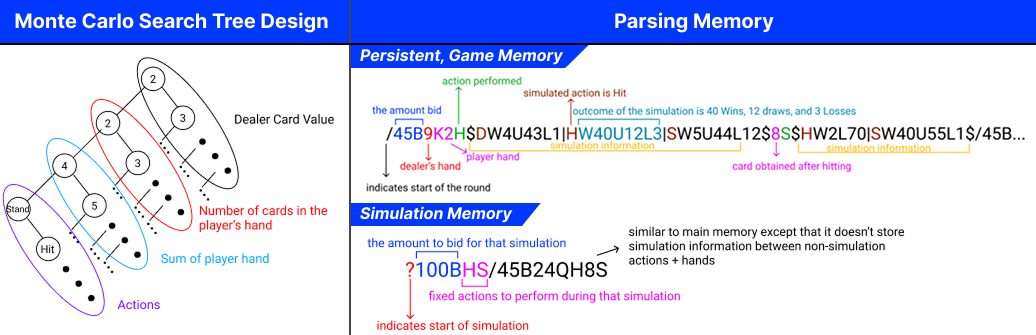 Monte Carlo Search Tree Design
2
3
Dealer Card Value
2
3
Number of cards in the
player's hand
4
5
Sum of player hand
Stand
Hit
Actions
Parsing Memory
Persistent, Game Memory
action performed
simulated action is Hit
the amount bid
outcome of the simulation is 40 Wins, 12 draws, and 3 Losses
/45B9K2H$DW4U43L1|HW40U12L3|SW5U44L12$8S$HW2L70|SW40U55L1$/45B...
simulation information
simulation information
player hand
dealer's hand
card obtained after hitting
indicates start of the round
Simulation Memory
similar to main memory except that it doesn't store
simulation information between non-simulation
actions + hands
the amount to bid for that simulation
?100BHS/45B24QH8S
fixed actions to perform during that simulation
indicates start of simulation